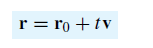 r = r₀ + tv